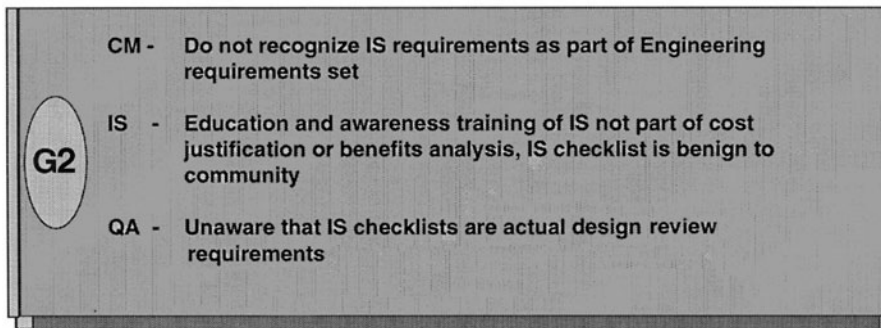 CM - Do not recognize IS requirements as part of Engineering
requirements set
IS - Education and awareness training of IS not part of cost
justification or benefits analysis, IS checklist is benign to
community
G2
QA - Unaware that IS checklists are actual design review
requirements